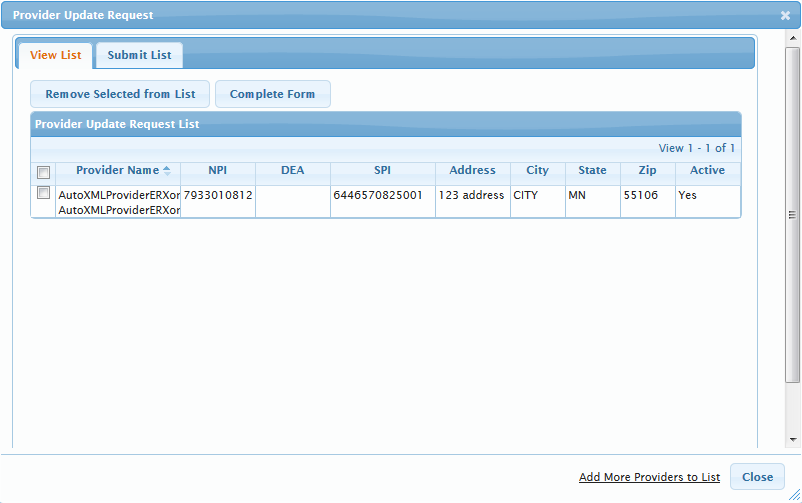 Provider Update Request
View List Submit List
Remove Selected from List Complete Form
Provider Update Request List
View 1 - 1 of 1
Provider Name NPI DEA SPI Address City State Zip Active
AutoXMLProviderERXor 7933010812 6446570825001 123 address CITY MN 55106 Yes
AutoXMLProviderERXor
Add More Providers to List Close